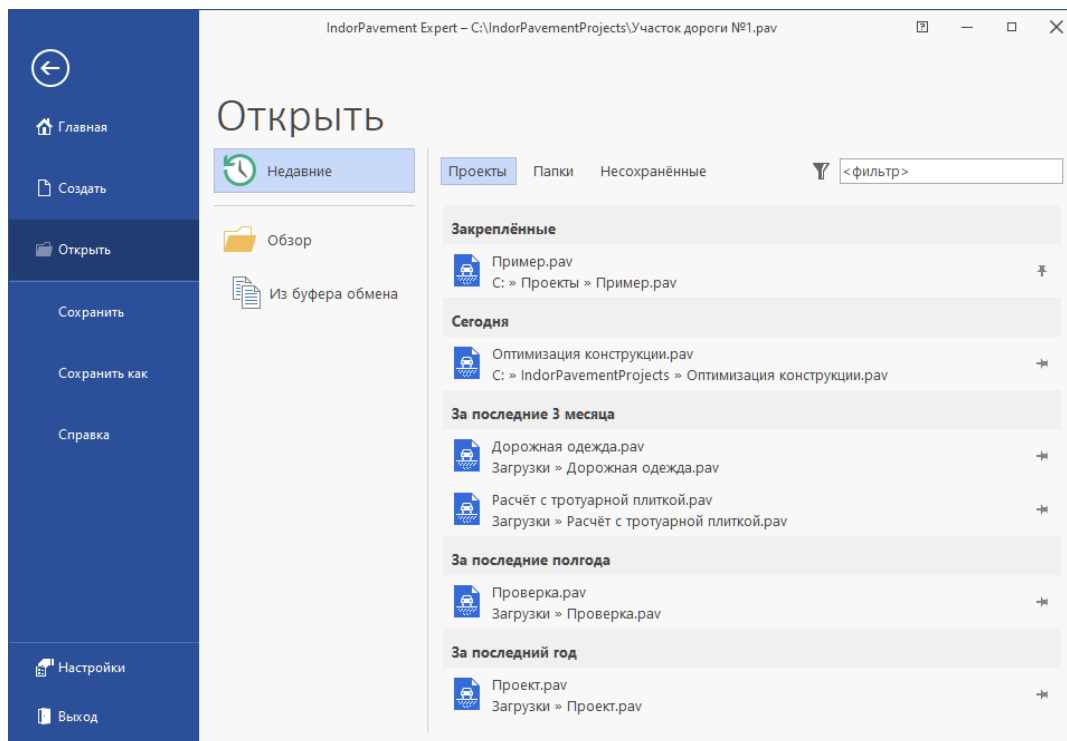 IndorPavement Expert – C:\IndorPavementProjects\Участок дороги №1.pav
Главная
Создать
Открыть
Сохранить
Сохранить как
Справка
Настройки
Выход
Открыть
Недавние
Обзор
Из буфера обмена
Проекты Папки Несохранённые <фильтр>
Закреплённые
Пример.pav
C: » Проекты » Пример.pav
Сегодня
Оптимизация конструкции.pav
C: » IndorPavementProjects » Оптимизация конструкции.pav
За последние 3 месяца
Дорожная одежда.pav
Загрузки » Дорожная одежда.pav
Расчёт с тротуарной плиткой.pav
Загрузки » Расчёт с тротуарной плиткой.pav
За последние полгода
Проверка.pav
Загрузки » Проверка.pav
За последний год
Проект.pav
Загрузки » Проект.pav